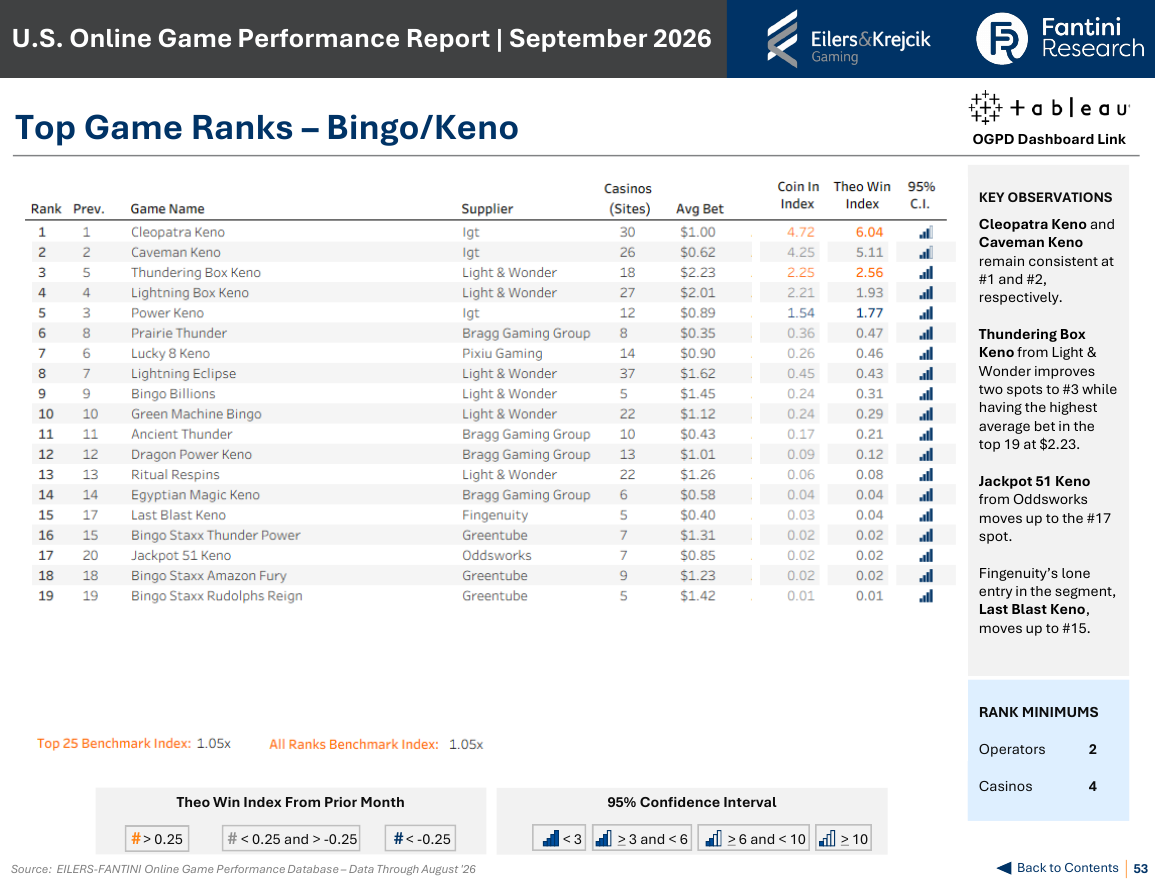 U.S. Online Game Performance Report | September 2026
Eilers&Krejcik
Gaming
Fantini
Research
Top Game Ranks – Bingo/Keno
+ableau
OGPD Dashboard Link
Rank Prev. Game Name Supplier Casinos (Sites) Avg Bet Coin In Index Theo Win Index 95% C.I.
1 1 Cleopatra Keno Igt 30 $1.00 4.72 6.04
2 2 Caveman Keno Igt 26 $0.62 4.25 5.11
3 5 Thundering Box Keno Light & Wonder 18 $2.23 2.25 2.56
4 4 Lightning Box Keno Light & Wonder 27 $2.01 2.21 1.93
5 3 Power Keno Igt 12 $0.89 1.54 1.77
6 8 Prairie Thunder Bragg Gaming Group 8 $0.35 0.36 0.47
7 6 Lucky 8 Keno Pixiu Gaming 14 $0.90 0.26 0.46
8 7 Lightning Eclipse Light & Wonder 37 $1.62 0.45 0.43
9 9 Bingo Billions Light & Wonder 5 $1.45 0.24 0.31
10 10 Green Machine Bingo Light & Wonder 22 $1.12 0.24 0.29
11 11 Ancient Thunder Bragg Gaming Group 10 $0.43 0.17 0.21
12 12 Dragon Power Keno Bragg Gaming Group 13 $1.01 0.09 0.12
13 13 Ritual Respins Light & Wonder 22 $1.26 0.06 0.08
14 14 Egyptian Magic Keno Bragg Gaming Group 6 $0.58 0.04 0.04
15 17 Last Blast Keno Fingenuity 5 $0.40 0.03 0.04
16 15 Bingo Staxx Thunder Power Greentube 7 $1.31 0.02 0.02
17 20 Jackpot 51 Keno Oddsworks 7 $0.85 0.02 0.02
18 18 Bingo Staxx Amazon Fury Greentube 9 $1.23 0.02 0.02
19 19 Bingo Staxx Rudolphs Reign Greentube 5 $1.42 0.01 0.01
KEY OBSERVATIONS
Cleopatra Keno and
Caveman Keno
remain consistent at
#1 and #2,
respectively.
Thundering Box
Keno from Light &
Wonder improves
two spots to #3 while
having the highest
average bet in the
top 19 at $2.23.
Jackpot 51 Keno
from Oddsworks
moves up to the #17
spot.
Fingenuity’s lone
entry in the segment,
Last Blast Keno,
moves up to #15.
RANK MINIMUMS
Operators 2
Casinos 4
Top 25 Benchmark Index: 1.05x All Ranks Benchmark Index: 1.05x
Theo Win Index From Prior Month
# > 0.25 # < 0.25 and > -0.25 # < -0.25
95% Confidence Interval
< 3 ≥ 3 and < 6 ≥ 6 and < 10 ≥ 10
Source: EILERS-FANTINI Online Game Performance Database – Data Through August '26
Back to Contents | 53